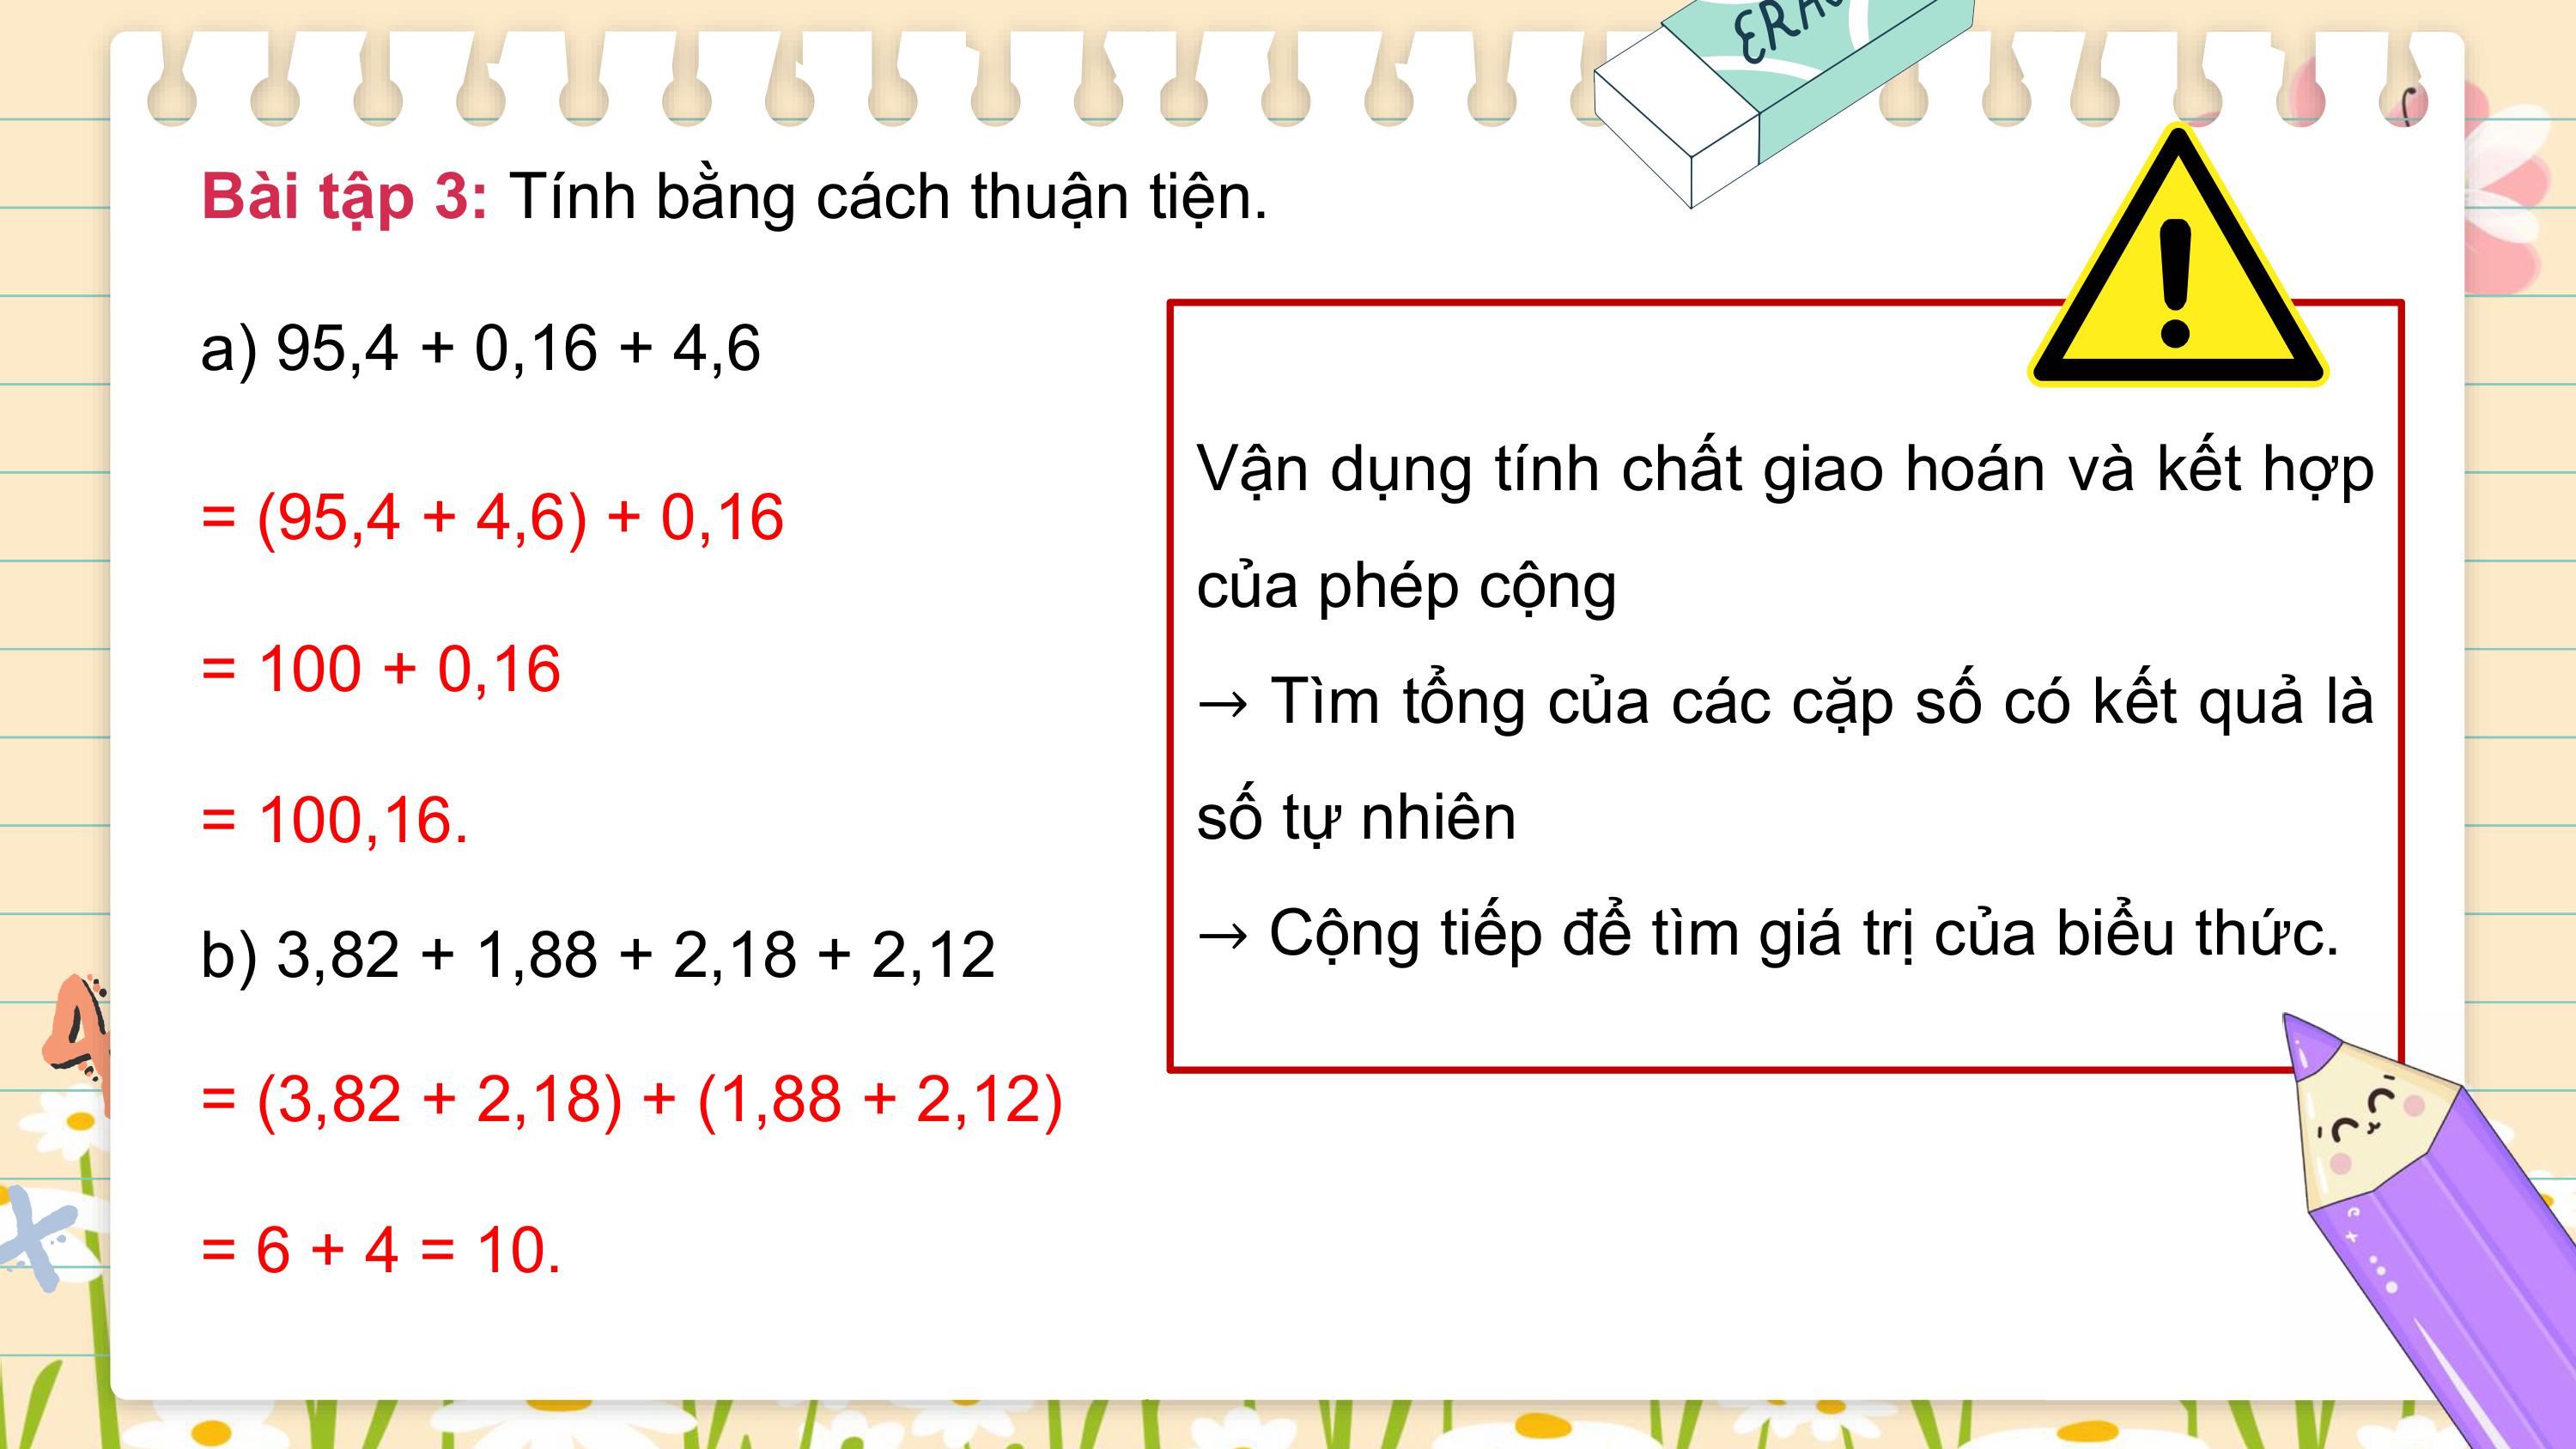 Bài tập 3: Tính bằng cách thuận tiện.
a) 95,4 + 0,16 + 4,6
= (95,4 + 4,6) + 0,16
= 100 + 0,16
= 100,16.
b) 3,82 + 1,88 + 2,18 + 2,12
= (3,82 + 2,18) + (1,88 + 2,12)
= 6 + 4 = 10.
Vận dụng tính chất giao hoán và kết hợp
của phép cộng
→ Tìm tổng của các cặp số có kết quả là
số tự nhiên
→ Cộng tiếp để tìm giá trị của biểu thức.